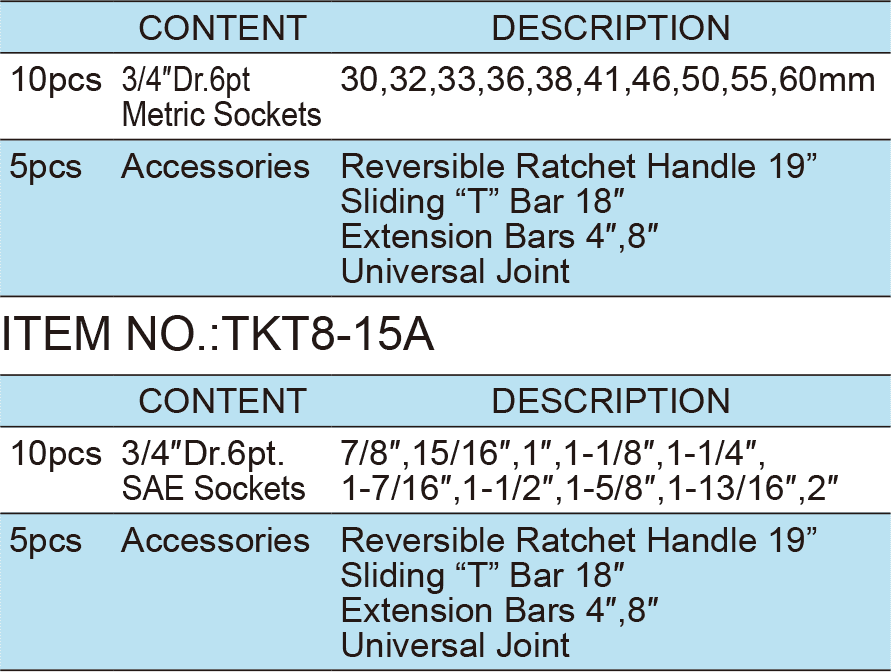 CONTENT DESCRIPTION
10pcs 3/4″Dr.6pt 30,32,33,36,38,41,46,50,55,60mm
Metric Sockets
5pcs Accessories Reversible Ratchet Handle 19”
Sliding “T” Bar 18″
Extension Bars 4″,8″
Universal Joint
ITEM NO.:TKT8-15A
CONTENT DESCRIPTION
10pcs 3/4″Dr.6pt. 7/8″,15/16″,1″,1-1/8″,1-1/4″,
SAE Sockets 1-7/16″,1-1/2″,1-5/8″,1-13/16″,2″
5pcs Accessories Reversible Ratchet Handle 19”
Sliding “T” Bar 18″
Extension Bars 4″,8″
Universal Joint